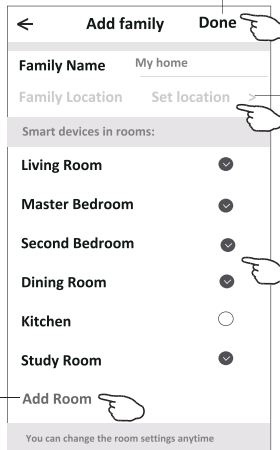 Add family Done
Family Name My home
Family Location Set location >
Smart devices in rooms:
Living Room
Master Bedroom
Second Bedroom
Dining Room
Kitchen
Study Room
Add Room
You can change the room settings anytime